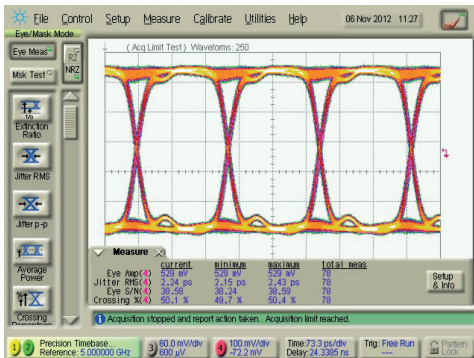 File Control Setup Measure Calibrate Utilities Help 06 Nov 2012 11:27
Eye/Mask Mode
Eye Meas
Msk Test
RZ
NRZ
( Acq Limit Test ) Waveforms: 250
Extinction
Ratio
Jitter RMS
Jitter p-p
Average
Power
Crossing
Measure
current minimum maximum total meas
Eye Amp(4) 529 mV 529 mV 529 mV 78
Jitter RMS(4) 2.24 ps 2.15 ps 2.43 ps 78
Eye S/N(4) 38.58 38.24 38.59 78
Crossing %(4) 50.1 % 49.7 % 50.4 % 78
Setup
& Info
Acquisition stopped and report action taken. Acquisition limit reached.
1 2 Precision Timebase...
Reference: 5.000000 GHz
3 60.0 mV/div
600 µV
4 100 mV/div
-72.2 mV
Time:73.3 ps/div
Delay:24.3385 ns
Trig: Free Run
---
Pattern
Lock